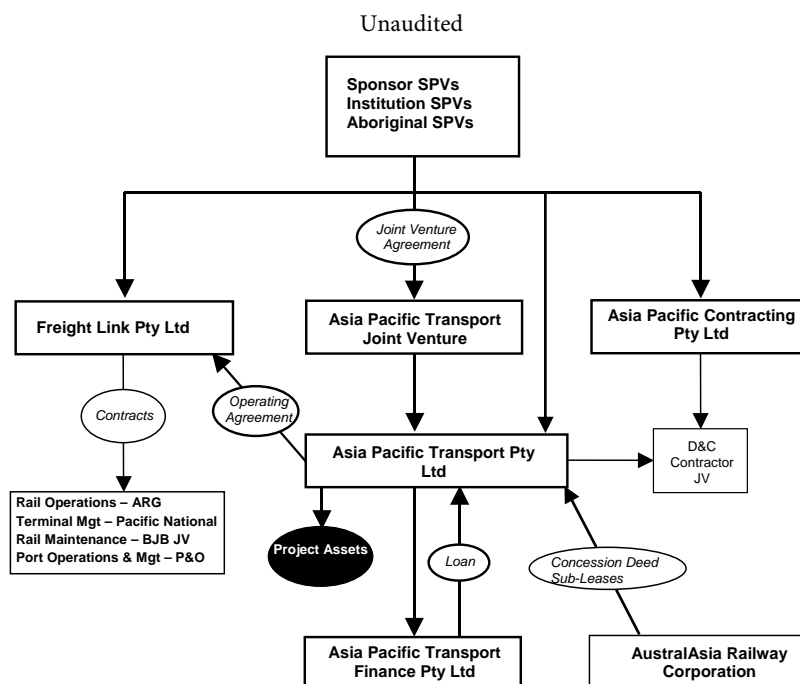 Unaudited
Sponsor SPVs
Institution SPVs
Aboriginal SPVs
Joint Venture
Agreement
Freight Link Pty Ltd
Asia Pacific Transport
Joint Venture
Asia Pacific Contracting
Pty Ltd
Contracts
Operating
Agreement
Asia Pacific Transport Pty
Ltd
D&C
Contractor
JV
Rail Operations – ARG
Terminal Mgt – Pacific National
Rail Maintenance – BJB JV
Port Operations & Mgt – P&O
Project Assets
Loan
Concession Deed
Sub-Leases
Asia Pacific Transport
Finance Pty Ltd
AustralAsia Railway
Corporation